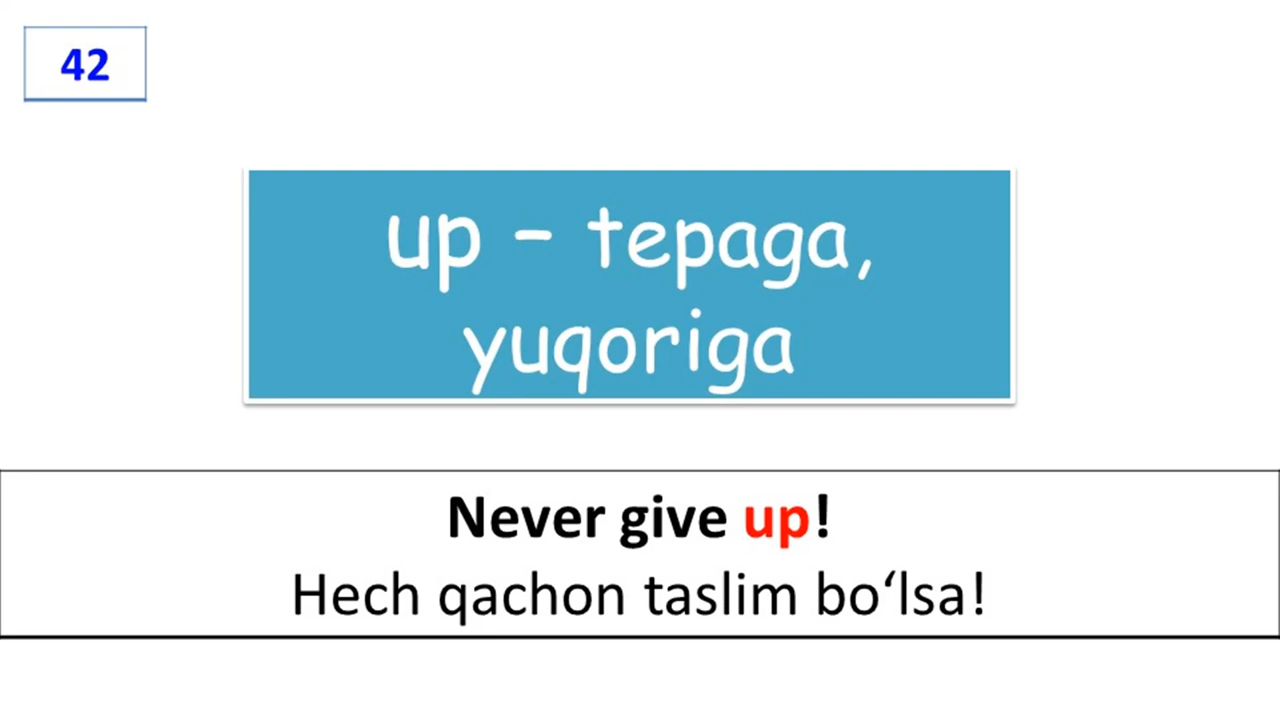 42
up – tepaga,
yuqoriga
Never give up!
Hech qachon taslim bo‘lsa!